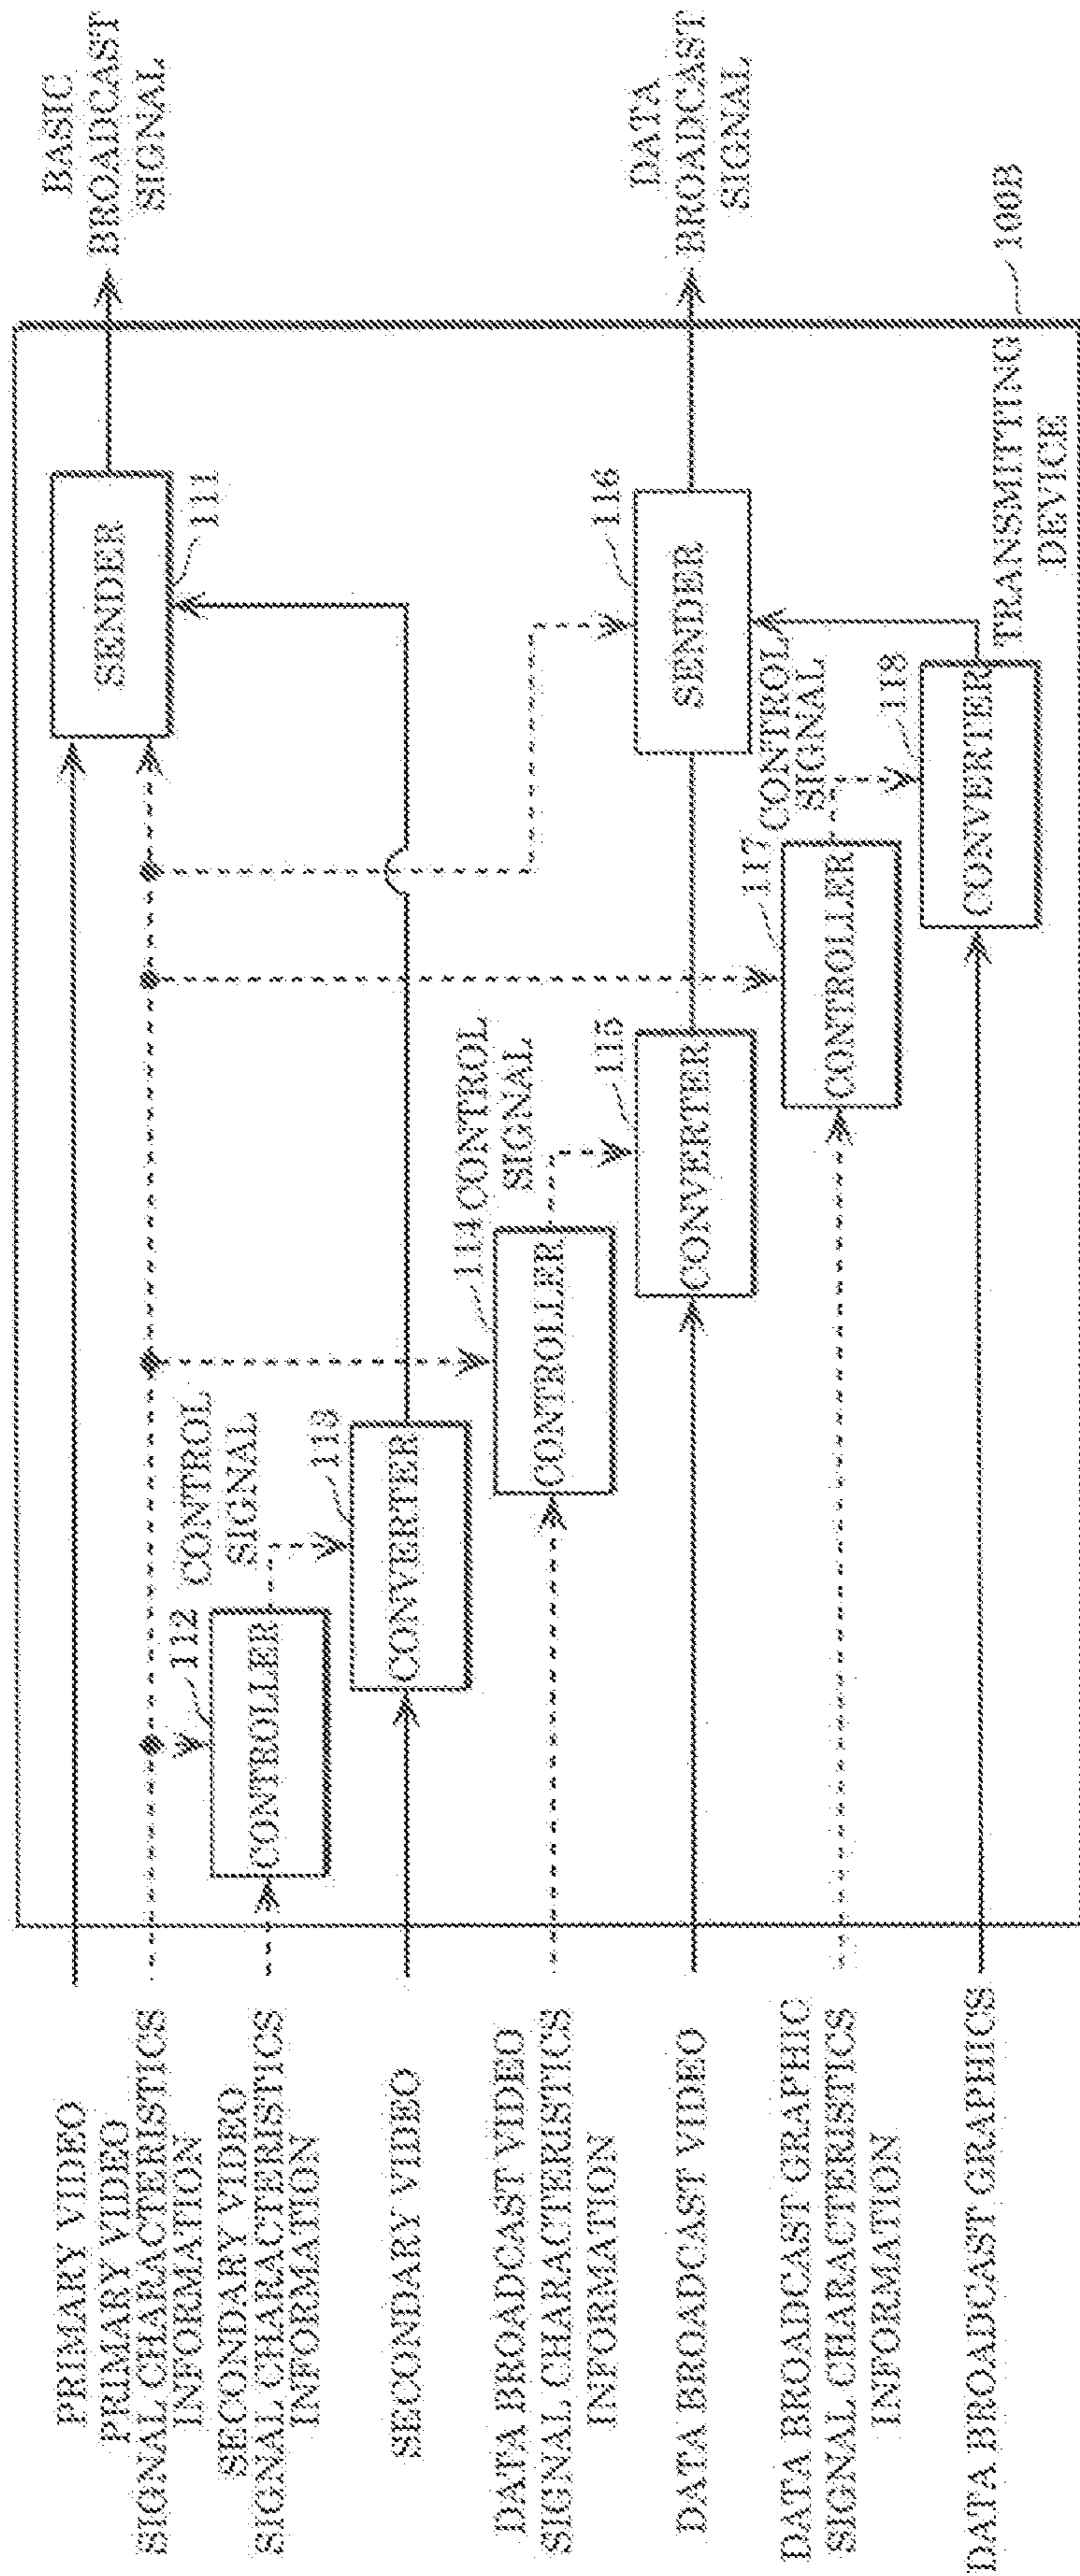 PRIMARY VIDEO
PRIMARY VIDEO
SIGNAL CHARACTERISTICS
INFORMATION
SECONDARY VIDEO
SIGNAL CHARACTERISTICS
INFORMATION
SECONDARY VIDEO
DATA BROADCAST VIDEO
SIGNAL CHARACTERISTICS
INFORMATION
DATA BROADCAST VIDEO
DATA BROADCAST GRAPHIC
SIGNAL CHARACTERISTICS
INFORMATION
DATA BROADCAST GRAPHICS
112
CONTROLLER
CONTROL
SIGNAL
113
CONVERTER
114
CONTROLLER
CONTROL
SIGNAL
115
CONVERTER
117
CONTROLLER
CONTROL
SIGNAL
118
CONVERTER
SENDER
111
116
SENDER
TRANSMITTING
DEVICE
100B
BASIC
BROADCAST
SIGNAL
DATA
BROADCAST
SIGNAL